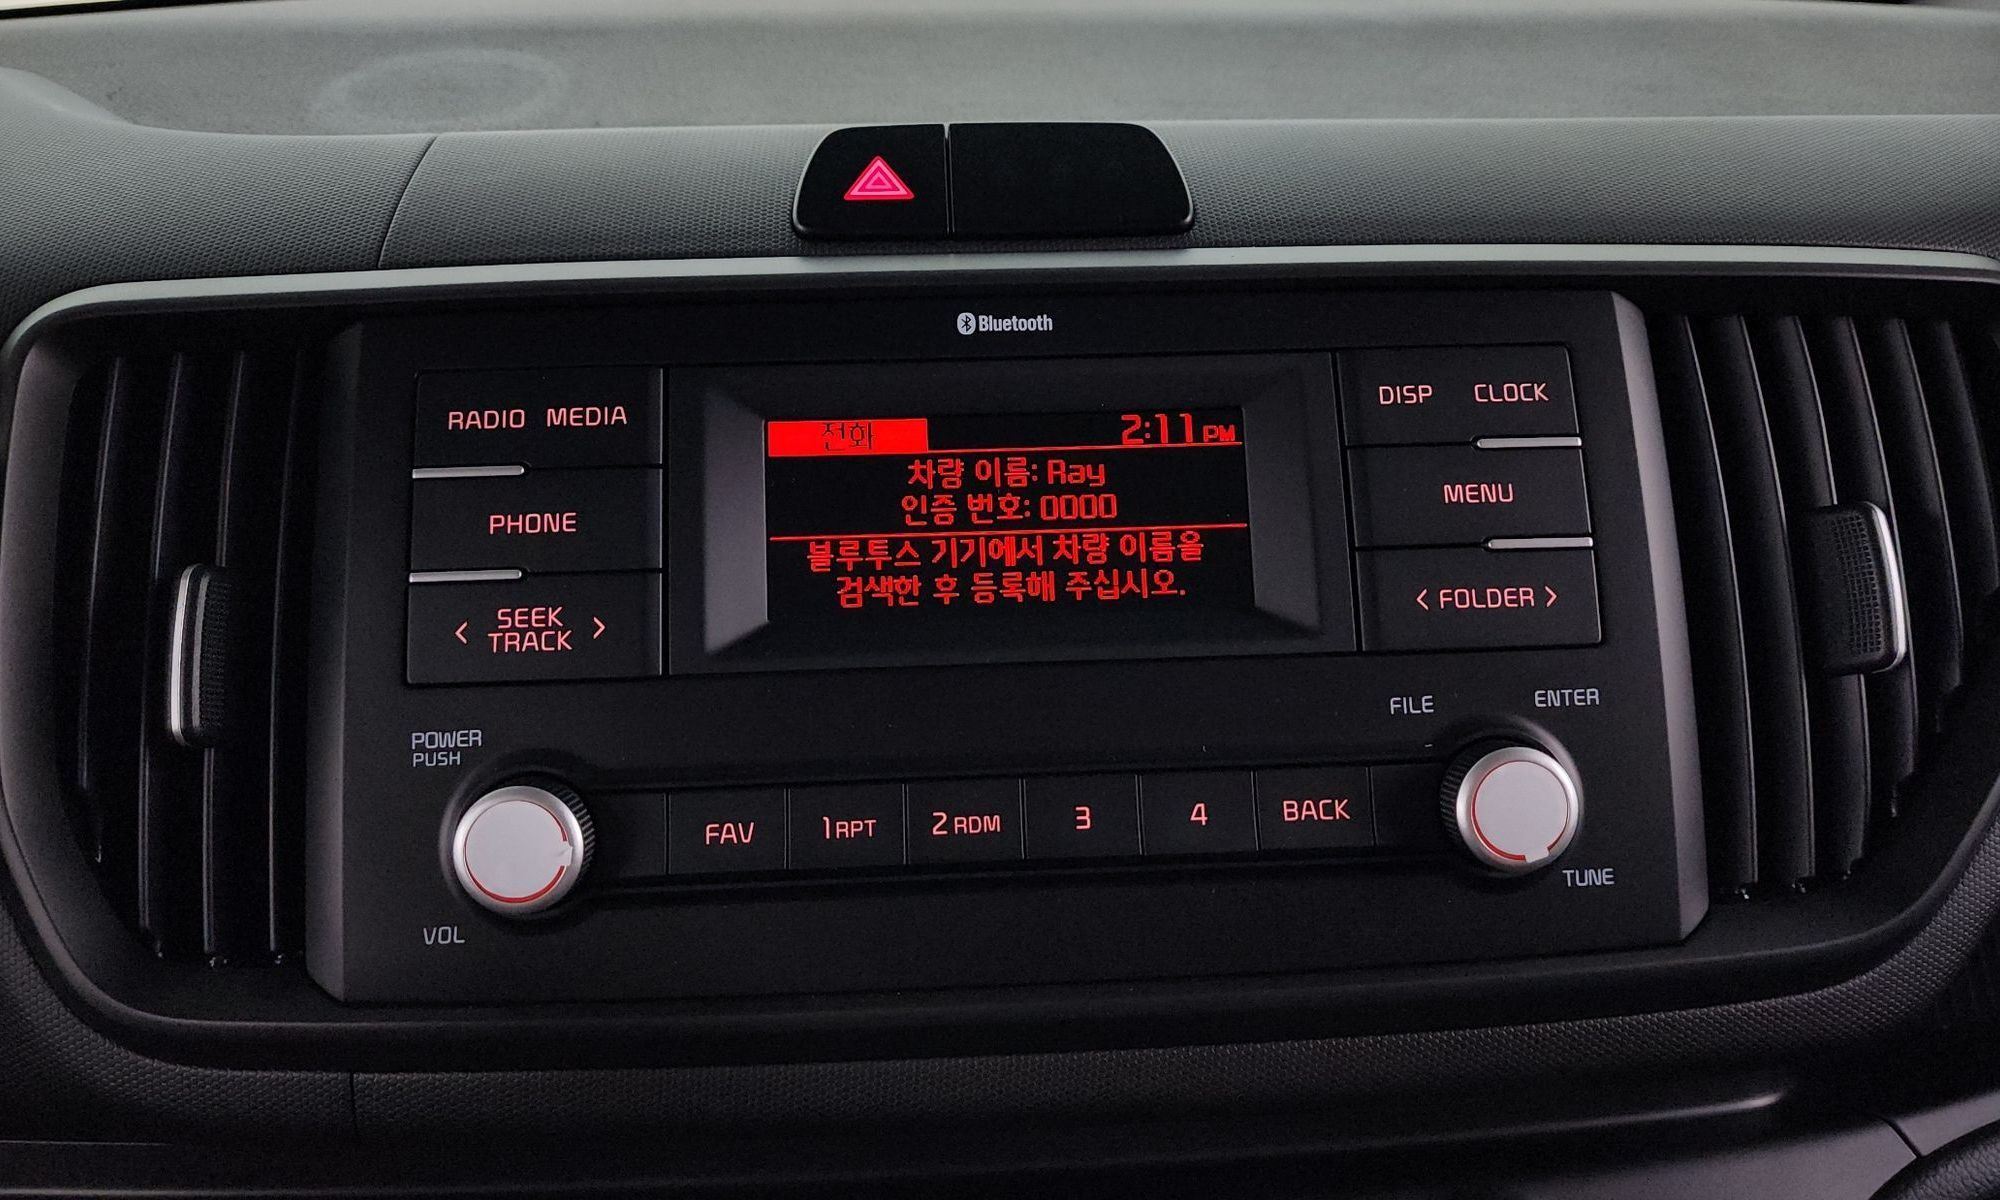 Bluetooth
RADIO MEDIA
PHONE
< SEEK >
TRACK
전화 2:11 PM
차량 이름: Ray
인증 번호: 0000
블루투스 기기에서 차량 이름을
검색한 후 등록해 주십시오.
DISP CLOCK
MENU
< FOLDER >
POWER
PUSH
VOL
FAV 1 RPT 2 RDM 3 4 BACK
FILE ENTER
TUNE